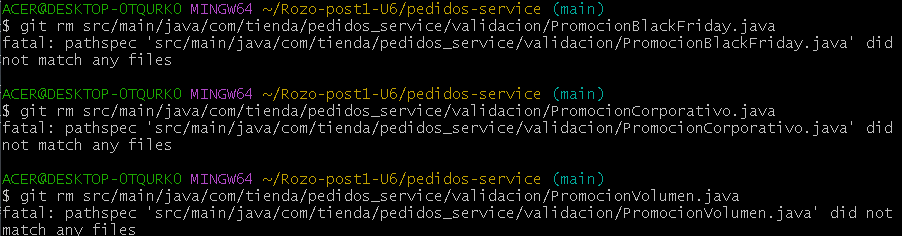 ACER@DESKTOP-OTQURKO MINGW64 ~/Rozo-post1-U6/pedidos-service (main)
$ git rm src/main/java/com/tienda/pedidos_service/validacion/PromocionBlackFriday.java
fatal: pathspec 'src/main/java/com/tienda/pedidos_service/validacion/PromocionBlackFriday.java' did
not match any files
ACER@DESKTOP-OTQURKO MINGW64 ~/Rozo-post1-U6/pedidos-service (main)
$ git rm src/main/java/com/tienda/pedidos_service/validacion/PromocionCorporativo.java
fatal: pathspec 'src/main/java/com/tienda/pedidos_service/validacion/PromocionCorporativo.java' did
not match any files
ACER@DESKTOP-OTQURKO MINGW64 ~/Rozo-post1-U6/pedidos-service (main)
$ git rm src/main/java/com/tienda/pedidos_service/validacion/PromocionVolumen.java
fatal: pathspec 'src/main/java/com/tienda/pedidos_service/validacion/PromocionVolumen.java' did not
match any files